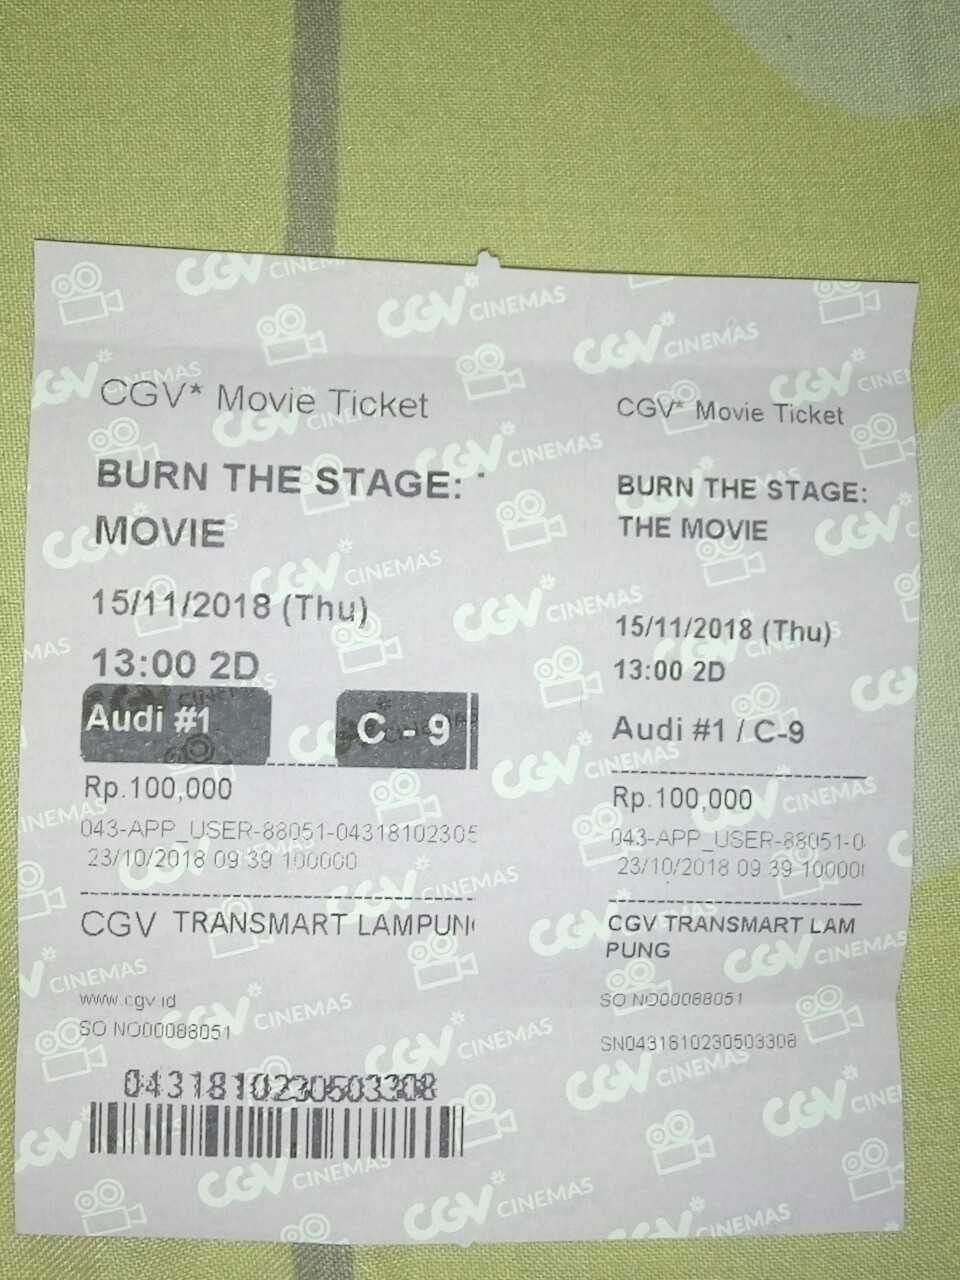 CGV* Movie Ticket
BURN THE STAGE:
MOVIE
15/11/2018 (Thu)
13:00 2D
Audi #1
C - 9
Rp.100,000
043-APP_USER-88051-04318102305
23/10/2018 09:39 100000
CGV TRANSMART LAMPUN
www.cgv.id
SO NO00088051
0431810230503308
CGV* Movie Ticket
BURN THE STAGE:
THE MOVIE
15/11/2018 (Thu)
13:00 2D
Audi #1 / C-9
Rp.100,000
043-APP_USER-88051-0
23/10/2018 09:39 10000
CGV TRANSMART LAM
PUNG
SO NO00088051
SN0431810230503308
CGV* CINEMAS